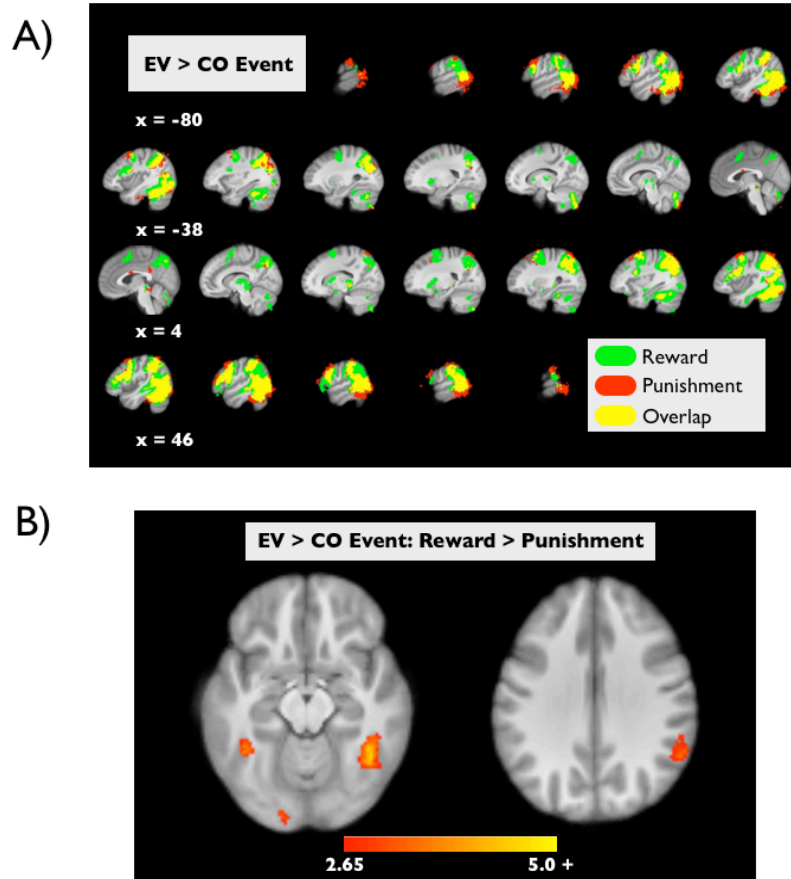 A)
EV > CO Event
x = -80
x = -38
x = 4
Reward
Punishment
Overlap
x = 46
B)
EV > CO Event: Reward > Punishment
2.65 5.0 +